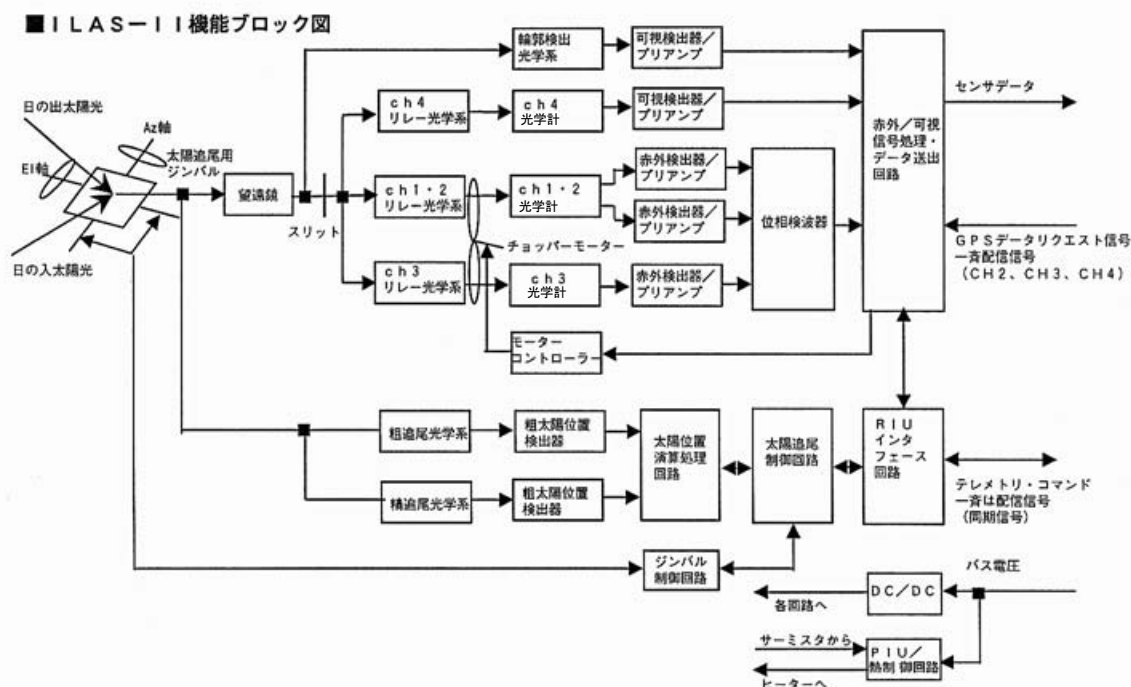 ■ILAS－II機能ブロック図
日の出太陽光
Az軸
El軸
太陽追尾用
ジンバル
日の入太陽光
望遠鏡
スリット
輪郭検出
光学系
可視検出器／
プリアンプ
ch4
リレー光学系
ch4
光学計
可視検出器／
プリアンプ
ch1・2
リレー光学系
ch1・2
光学計
赤外検出器／
プリアンプ
赤外検出器／
プリアンプ
チョッパーモーター
ch3
リレー光学系
ch3
光学計
赤外検出器／
プリアンプ
位相検波器
モーター
コントローラー
赤外／可視
信号処理・
データ送出
回路
センサデータ
GPSデータリクエスト信号
一斉配信信号
（CH2、CH3、CH4）
粗追尾光学系
粗太陽位置
検出器
精追尾光学系
粗太陽位置
検出器
太陽位置
演算処理
回路
太陽追尾
制御回路
RIU
インタ
フェース
回路
テレメトリ・コマンド
一斉は配信信号
（同期信号）
ジンバル
制御回路
バス電圧
DC／DC
各回路へ
サーミスタから
PIU／
熱制 御回路
ヒーターへ